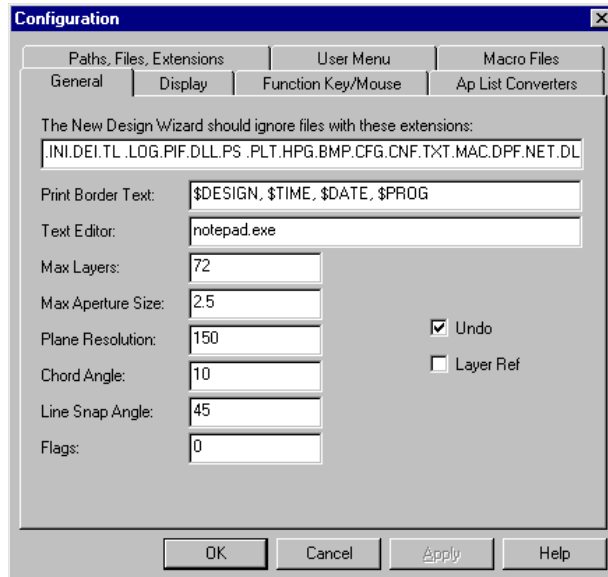 Configuration
Paths, Files, Extensions User Menu Macro Files
General Display Function Key/Mouse Ap List Converters
The New Design Wizard should ignore files with these extensions:
.INI.DEI.TL .LOG.PIF.DLL.PS .PLT.HPG.BMP.CFG.CNF.TXT.MAC.DPF.NET.DL
Print Border Text: $DESIGN, $TIME, $DATE, $PROG
Text Editor: notepad.exe
Max Layers: 72
Max Aperture Size: 2.5
Plane Resolution: 150
Undo
Chord Angle: 10
Layer Ref
Line Snap Angle: 45
Flags: 0
OK Cancel Apply Help